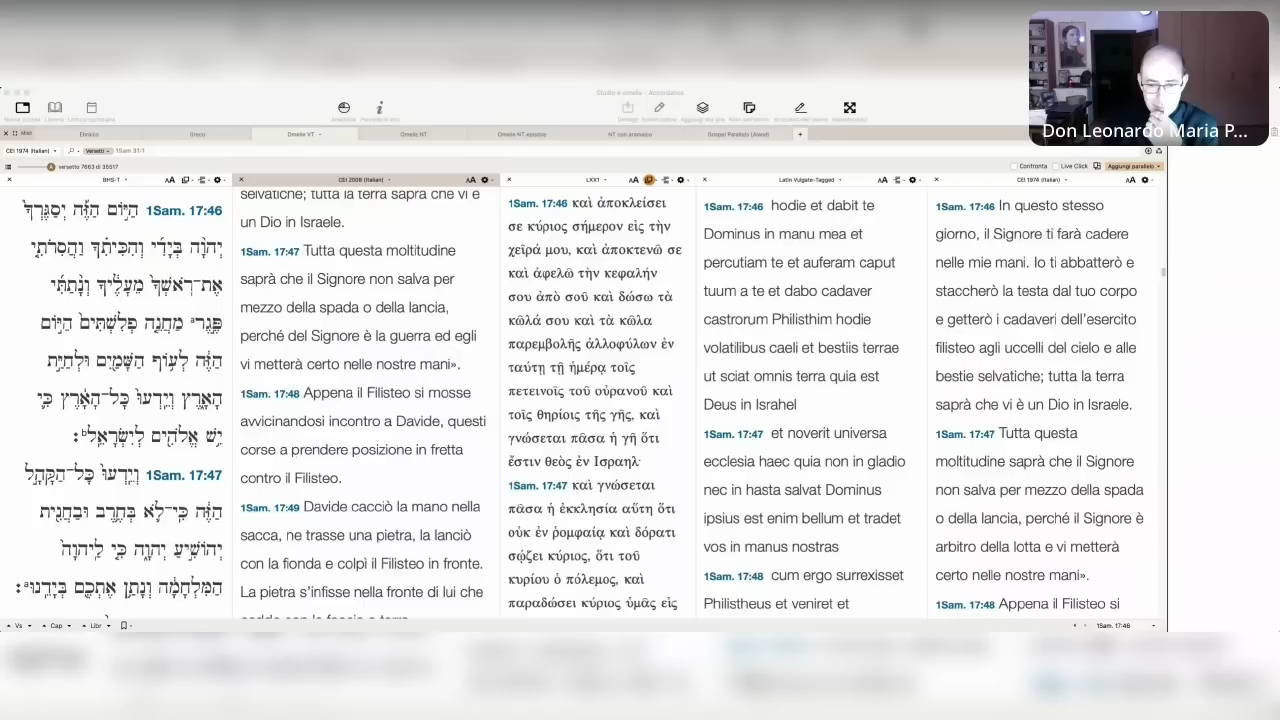 Don Leonardo Maria P...
Studio e omelie - Accordance
Ebraico
Greco
Omelie VT
Omelie NT
Omelie NT epistole
NT con aramaico
Gospel Parallels (Aland)
CEI 1974 (Italian)
Versetti
1Sam 31:1
versetto 7663 di 35517
Confronta
Live Click
Aggiungi parallelo
BHS-T
היּ֣וֹם הַזֶּ֡ה יְסַגֶּרְךָ֩ 1Sam. 17:46
יְהוָ֨ה בְּיָדִ֜י וְהִכִּיתִ֗ךָ וַהֲסִרֹתִ֤י
אֶת־רֹֽאשְׁךָ֙ מֵעָלֶ֔יךָ וְנָ֨תַתִּ֜י
פֶּ֣גֶר מַחֲנֵ֤ה פְלִשְׁתִּים֙ הַיּ֣וֹם
הַזֶּ֔ה לְע֥וֹף הַשָּׁמַ֖יִם וּלְחַיַּ֣ת
הָאָ֑רֶץ וְיֵֽדְעוּ֙ כָּל־הָאָ֔רֶץ כִּ֛י
יֵ֥שׁ אֱלֹהִ֖ים לְיִשְׂרָאֵֽל׃
וְיֵֽדְעוּ֙ כָּל־הַקָּהָ֣ל 1Sam. 17:47
הַזֶּ֔ה כִּֽי־לֹ֛א בְּחֶ֥רֶב וּבַחֲנִ֖ית
יְהוֹשִׁ֣יעַ יְהוָ֑ה כִּ֤י לַֽיהוָה֙
הַמִּלְחָמָ֔ה וְנָתַ֥ן אֶתְכֶ֖ם בְּיָדֵֽנוּ׃
CEI 2008 (Italian)
selvatiche; tutta la terra saprà che vi è
un Dio in Israele.
1Sam. 17:47 Tutta questa moltitudine
saprà che il Signore non salva per
mezzo della spada o della lancia,
perché del Signore è la guerra ed egli
vi metterà certo nelle nostre mani».
1Sam. 17:48 Appena il Filisteo si mosse
avvicinandosi incontro a Davide, questi
corse a prendere posizione in fretta
contro il Filisteo.
1Sam. 17:49 Davide cacciò la mano nella
sacca, ne trasse una pietra, la lanciò
con la fionda e colpì il Filisteo in fronte.
La pietra s'infisse nella fronte di lui che
LXX1
1Sam. 17:46 καὶ ἀποκλείσει
σε κύριος σήμερον εἰς τὴν
χεῖρά μου, καὶ ἀποκτενῶ σε
καὶ ἀφελῶ τὴν κεφαλήν
σου ἀπὸ σοῦ καὶ δώσω τὰ
κῶλά σου καὶ τὰ κῶλα
παρεμβολῆς ἀλλοφύλων ἐν
ταύτῃ τῇ ἡμέρᾳ τοῖς
πετεινοῖς τοῦ οὐρανοῦ καὶ
τοῖς θηρίοις τῆς γῆς, καὶ
γνώσεται πᾶσα ἡ γῆ ὅτι
ἔστιν θεὸς ἐν Ισραηλ·
1Sam. 17:47 καὶ γνώσεται
πᾶσα ἡ ἐκκλησία αὕτη ὅτι
οὐκ ἐν ῥομφαίᾳ καὶ δόρατι
σῴζει κύριος, ὅτι τοῦ
κυρίου ὁ πόλεμος, καὶ
παραδώσει κύριος ὑμᾶς εἰς
Latin Vulgate-Tagged
1Sam. 17:46 hodie et dabit te
Dominus in manu mea et
percutiam te et auferam caput
tuum a te et dabo cadaver
castrorum Philisthim hodie
volatilibus caeli et bestiis terrae
ut sciat omnis terra quia est
Deus in Israhel
1Sam. 17:47 et noverit universa
ecclesia haec quia non in gladio
nec in hasta salvat Dominus
ipsius est enim bellum et tradet
vos in manus nostras
1Sam. 17:48 cum ergo surrexisset
Philistheus et veniret et
CEI 1974 (Italian)
1Sam. 17:46 In questo stesso
giorno, il Signore ti farà cadere
nelle mie mani. Io ti abbatterò e
staccherò la testa dal tuo corpo
e getterò i cadaveri dell'esercito
filisteo agli uccelli del cielo e alle
bestie selvatiche; tutta la terra
saprà che vi è un Dio in Israele.
1Sam. 17:47 Tutta questa
moltitudine saprà che il Signore
non salva per mezzo della spada
o della lancia, perché il Signore è
arbitro della lotta e vi metterà
certo nelle nostre mani».
1Sam. 17:48 Appena il Filisteo si
Vs
Cap
Libr
1Sam. 17:46